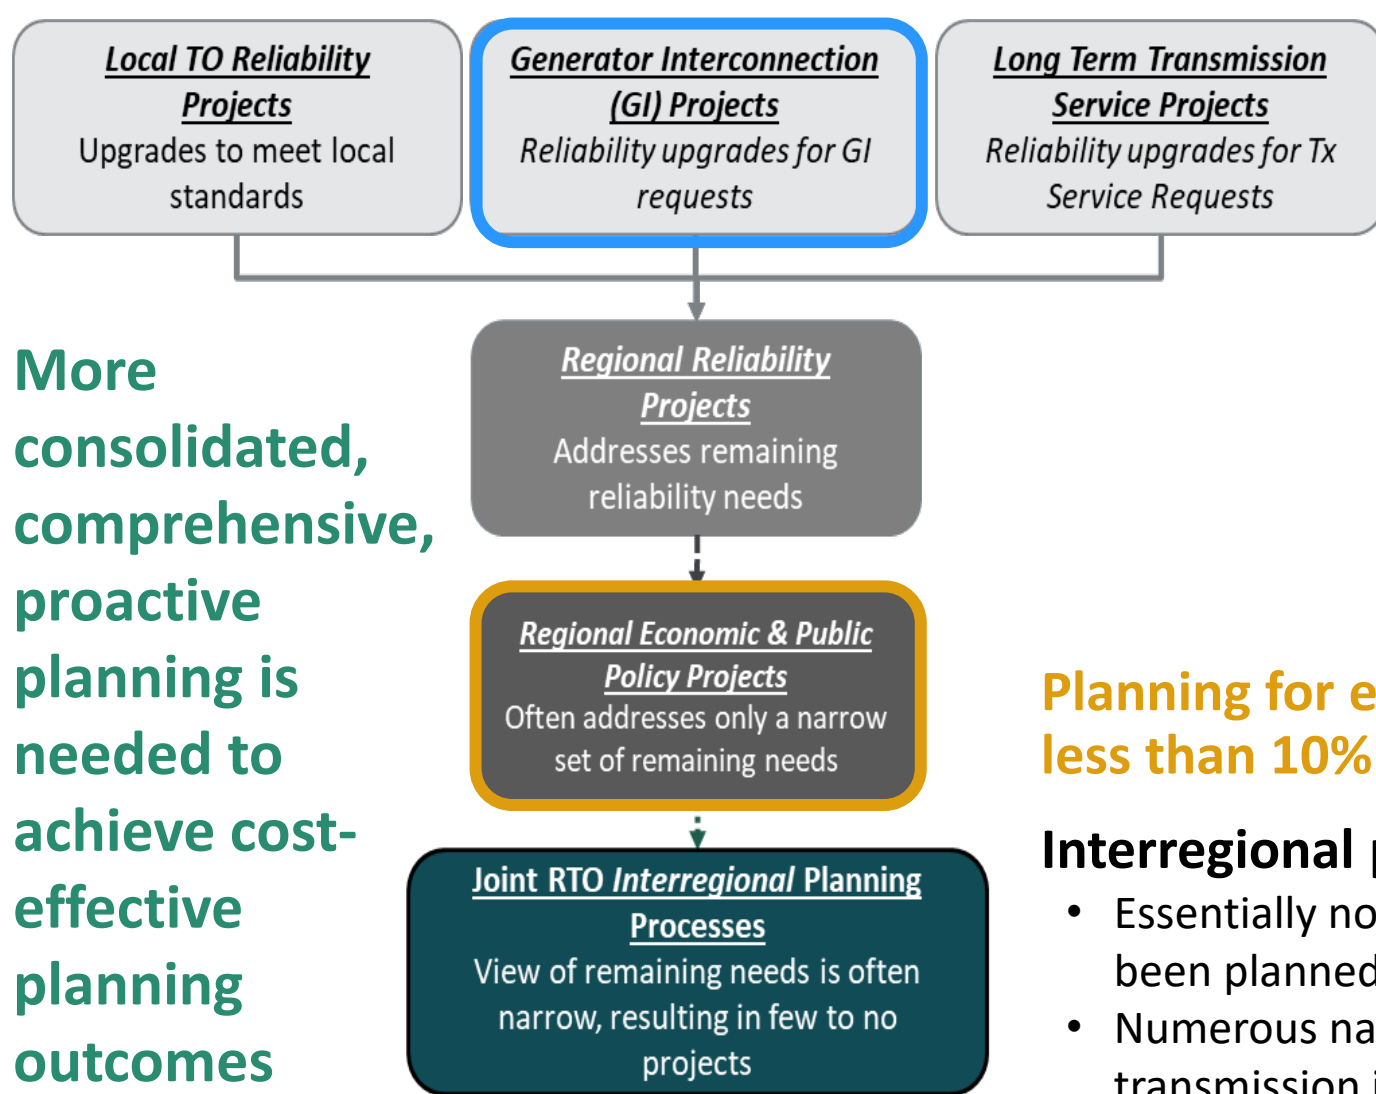 Local TO Reliability
Projects
Upgrades to meet local
standards
Generator Interconnection
(GI) Projects
Reliability upgrades for GI
requests
Long Term Transmission
Service Projects
Reliability upgrades for Tx
Service Requests
Regional Reliability
Projects
Addresses remaining
reliability needs
Regional Economic & Public
Policy Projects
Often addresses only a narrow
set of remaining needs
Joint RTO Interregional Planning
Processes
View of remaining needs is often
narrow, resulting in few to no
projects
More
consolidated,
comprehensive,
proactive
planning is
needed to
achieve cost-
effective
planning
outcomes
Planning for
less than 10%
Interregional
• Essentially no
been planned
• Numerous
transmission